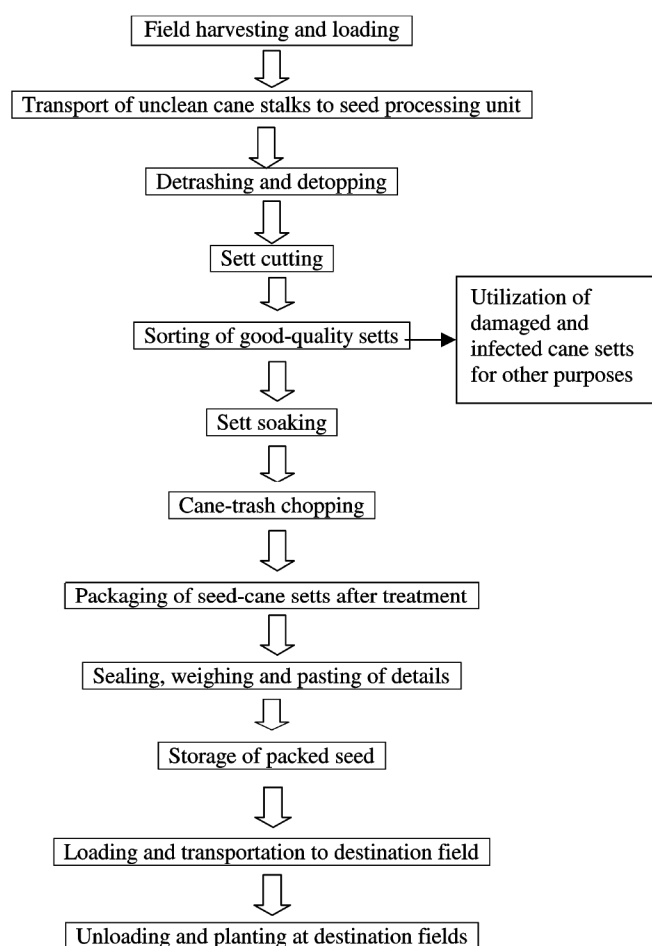 Field harvesting and loading
Transport of unclean cane stalks to seed processing unit
Detrashing and detopping
Sett cutting
Sorting of good-quality setts
Utilization of
damaged and
infected cane setts
for other purposes
Sett soaking
Cane-trash chopping
Packaging of seed-cane setts after treatment
Sealing, weighing and pasting of details
Storage of packed seed
Loading and transportation to destination field
Unloading and planting at destination fields